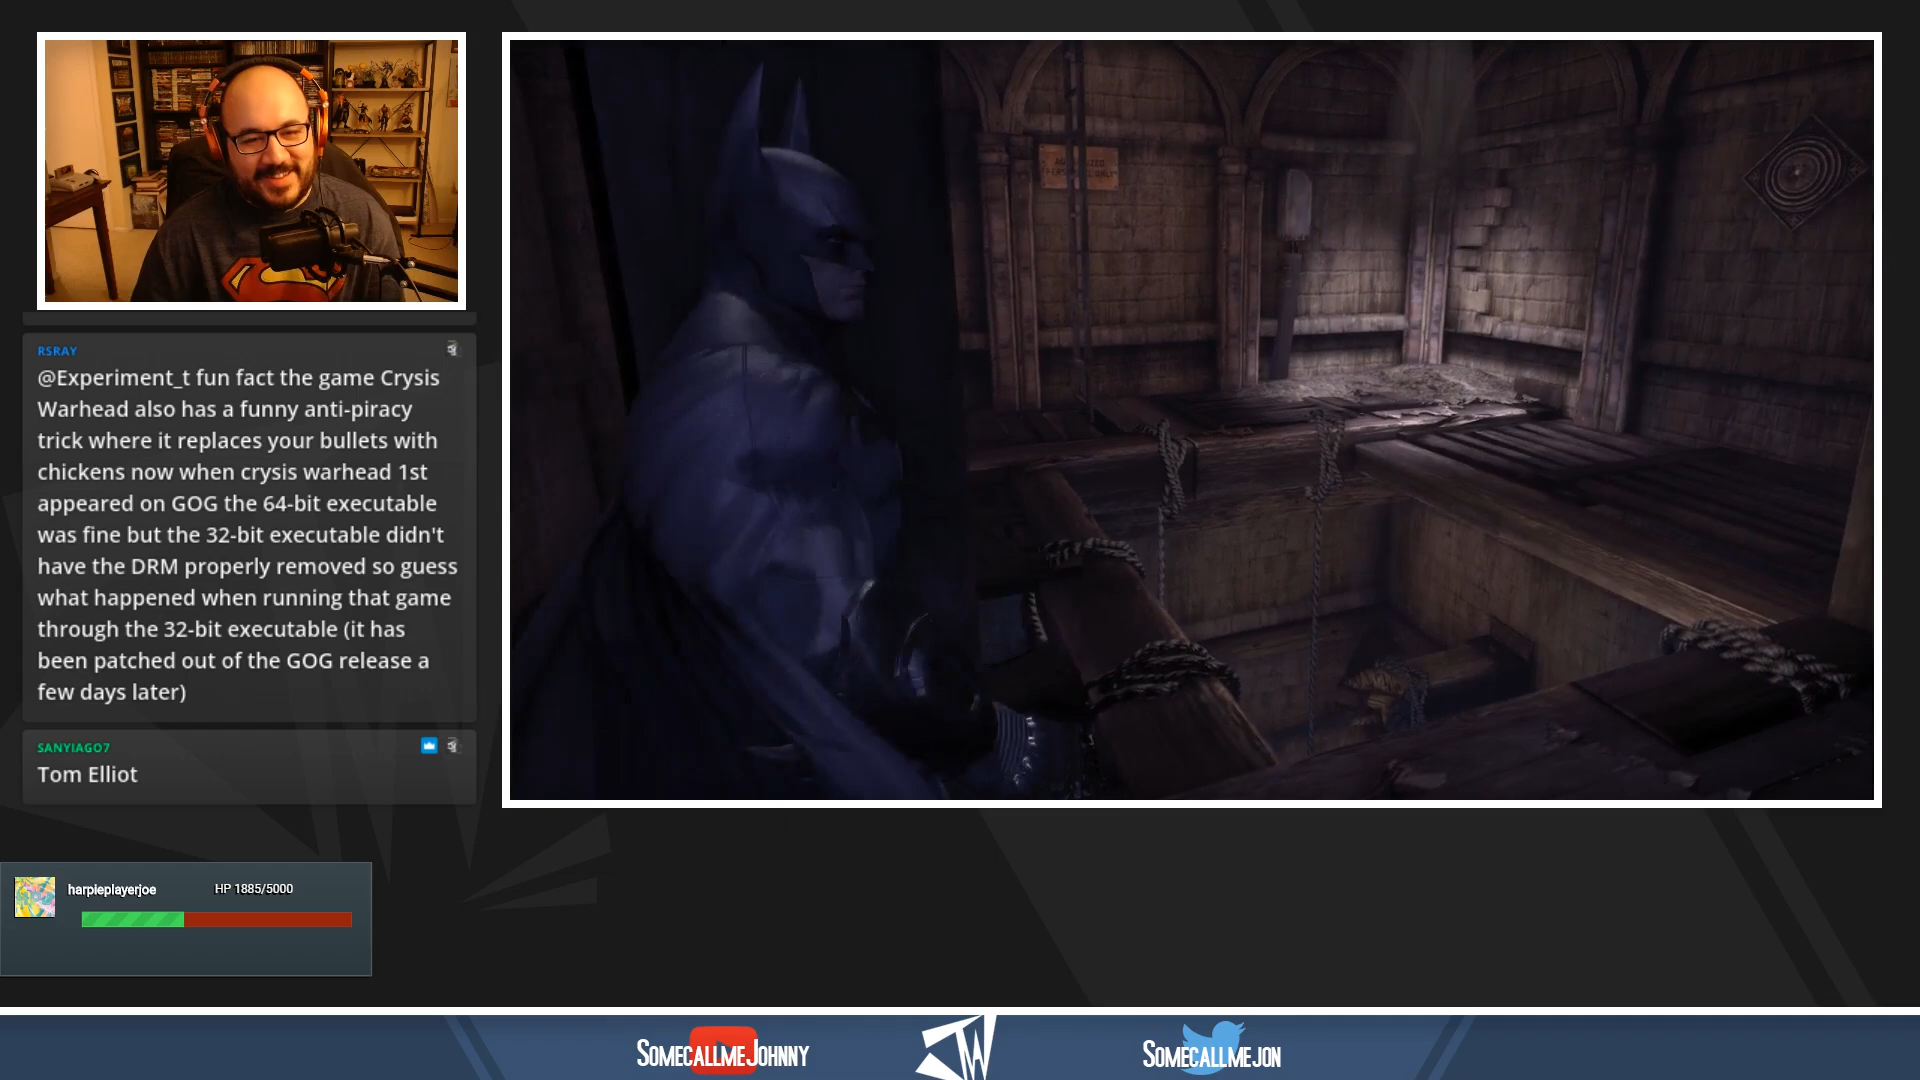 RSRAY
@Experiment_t fun fact the game Crysis
Warhead also has a funny anti-piracy
trick where it replaces your bullets with
chickens now when crysis warhead 1st
appeared on GOG the 64-bit executable
was fine but the 32-bit executable didn't
have the DRM properly removed so guess
what happened when running that game
through the 32-bit executable (it has
been patched out of the GOG release a
few days later)
SANYIAGO7
Tom Elliot
harpieplayerjoe HP 1885/5000
SOMECALLMEJOHNNY
SOMECALLMEJON